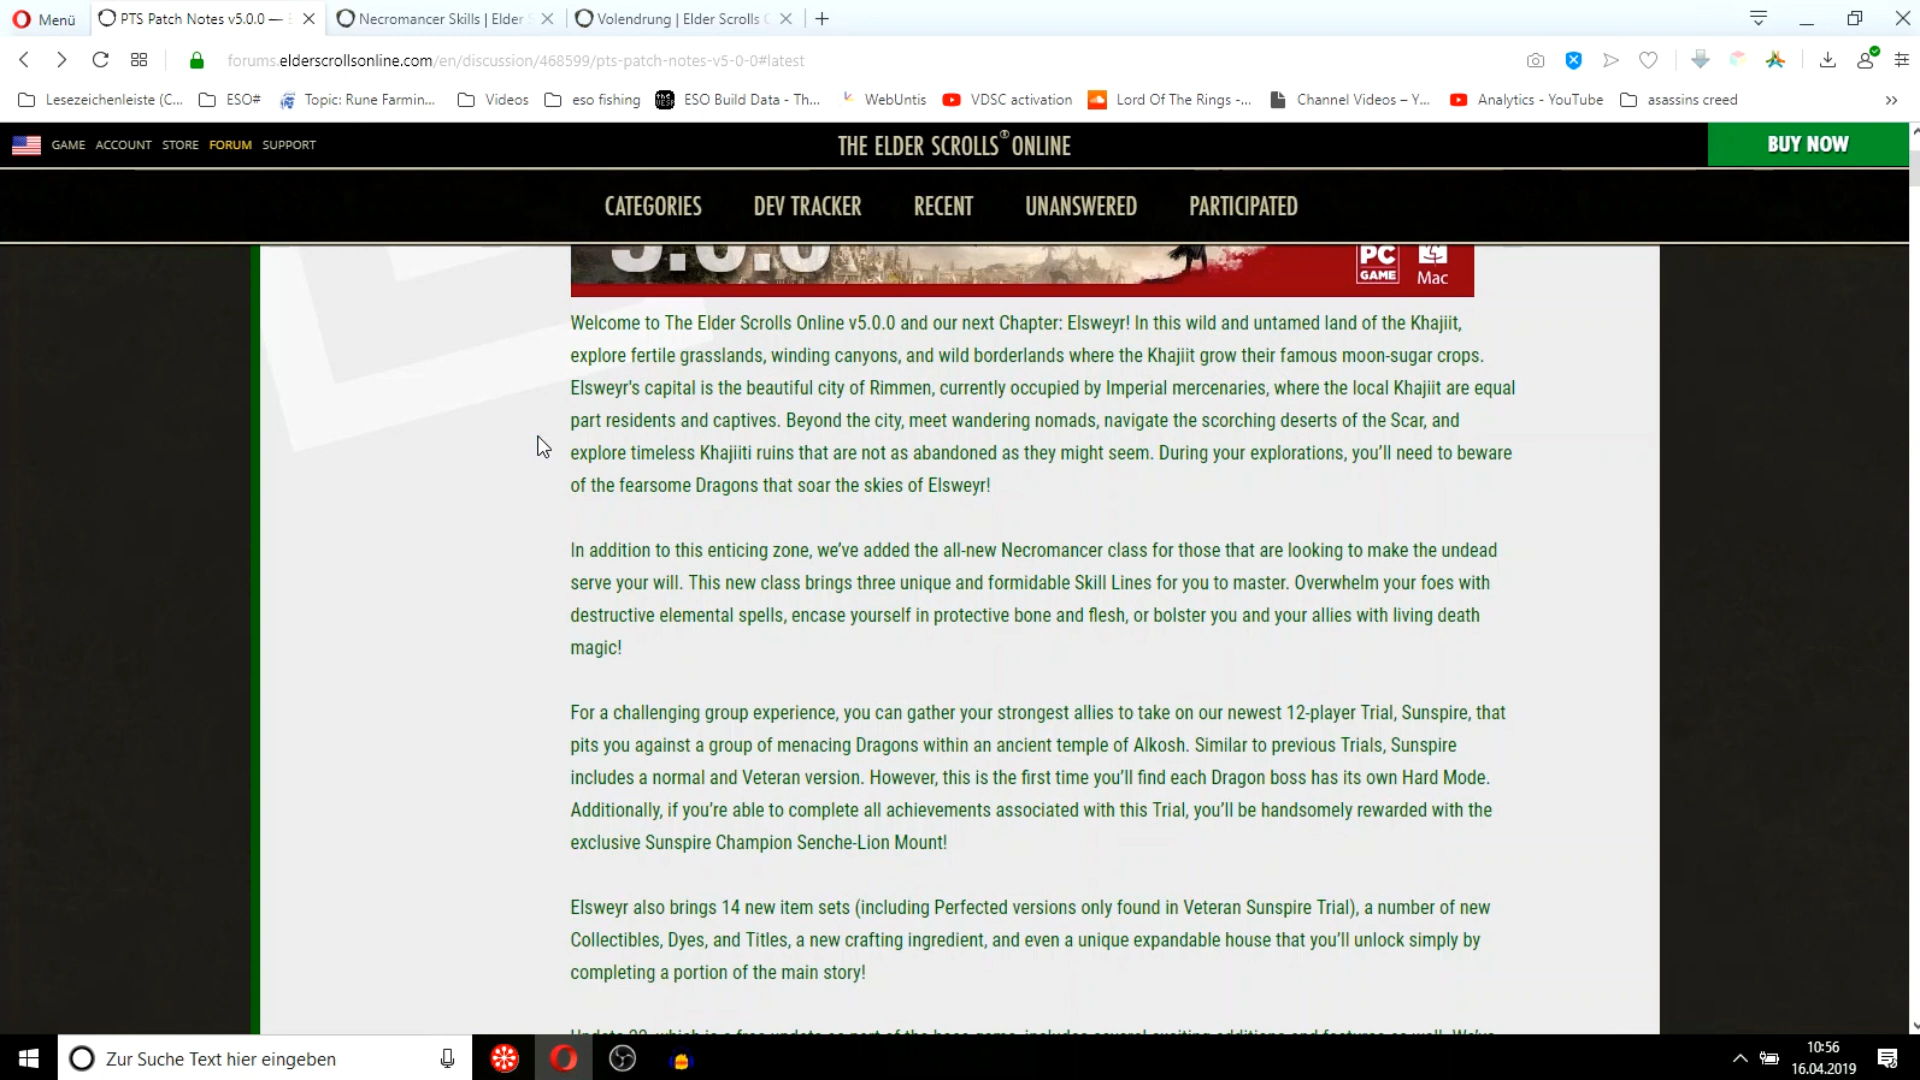 Menü
PTS Patch Notes v5.0.0 —
Necromancer Skills | Elder S
Volendrung | Elder Scrolls O
forums.elderscrollsonline.com/en/discussion/468599/pts-patch-notes-v5-0-0#latest
Lesezeichenleiste (C...
ESO#
Topic: Rune Farmin...
Videos
eso fishing
ESO Build Data - Th...
WebUntis
VDSC activation
Lord Of The Rings -...
Channel Videos – Y...
Analytics - YouTube
asassins creed
GAME ACCOUNT STORE FORUM SUPPORT
THE ELDER SCROLLS® ONLINE
BUY NOW
CATEGORIES DEV TRACKER RECENT UNANSWERED PARTICIPATED
5.0.0
PC GAME
Mac
Welcome to The Elder Scrolls Online v5.0.0 and our next Chapter: Elsweyr! In this wild and untamed land of the Khajiit,
explore fertile grasslands, winding canyons, and wild borderlands where the Khajiit grow their famous moon-sugar crops.
Elsweyr's capital is the beautiful city of Rimmen, currently occupied by Imperial mercenaries, where the local Khajiit are equal
part residents and captives. Beyond the city, meet wandering nomads, navigate the scorching deserts of the Scar, and
explore timeless Khajiiti ruins that are not as abandoned as they might seem. During your explorations, you'll need to beware
of the fearsome Dragons that soar the skies of Elsweyr!
In addition to this enticing zone, we've added the all-new Necromancer class for those that are looking to make the undead
serve your will. This new class brings three unique and formidable Skill Lines for you to master. Overwhelm your foes with
destructive elemental spells, encase yourself in protective bone and flesh, or bolster you and your allies with living death
magic!
For a challenging group experience, you can gather your strongest allies to take on our newest 12-player Trial, Sunspire, that
pits you against a group of menacing Dragons within an ancient temple of Alkosh. Similar to previous Trials, Sunspire
includes a normal and Veteran version. However, this is the first time you'll find each Dragon boss has its own Hard Mode.
Additionally, if you're able to complete all achievements associated with this Trial, you'll be handsomely rewarded with the
exclusive Sunspire Champion Senche-Lion Mount!
Elsweyr also brings 14 new item sets (including Perfected versions only found in Veteran Sunspire Trial), a number of new
Collectibles, Dyes, and Titles, a new crafting ingredient, and even a unique expandable house that you'll unlock simply by
completing a portion of the main story!
Zur Suche Text hier eingeben
10:56
16.04.2019